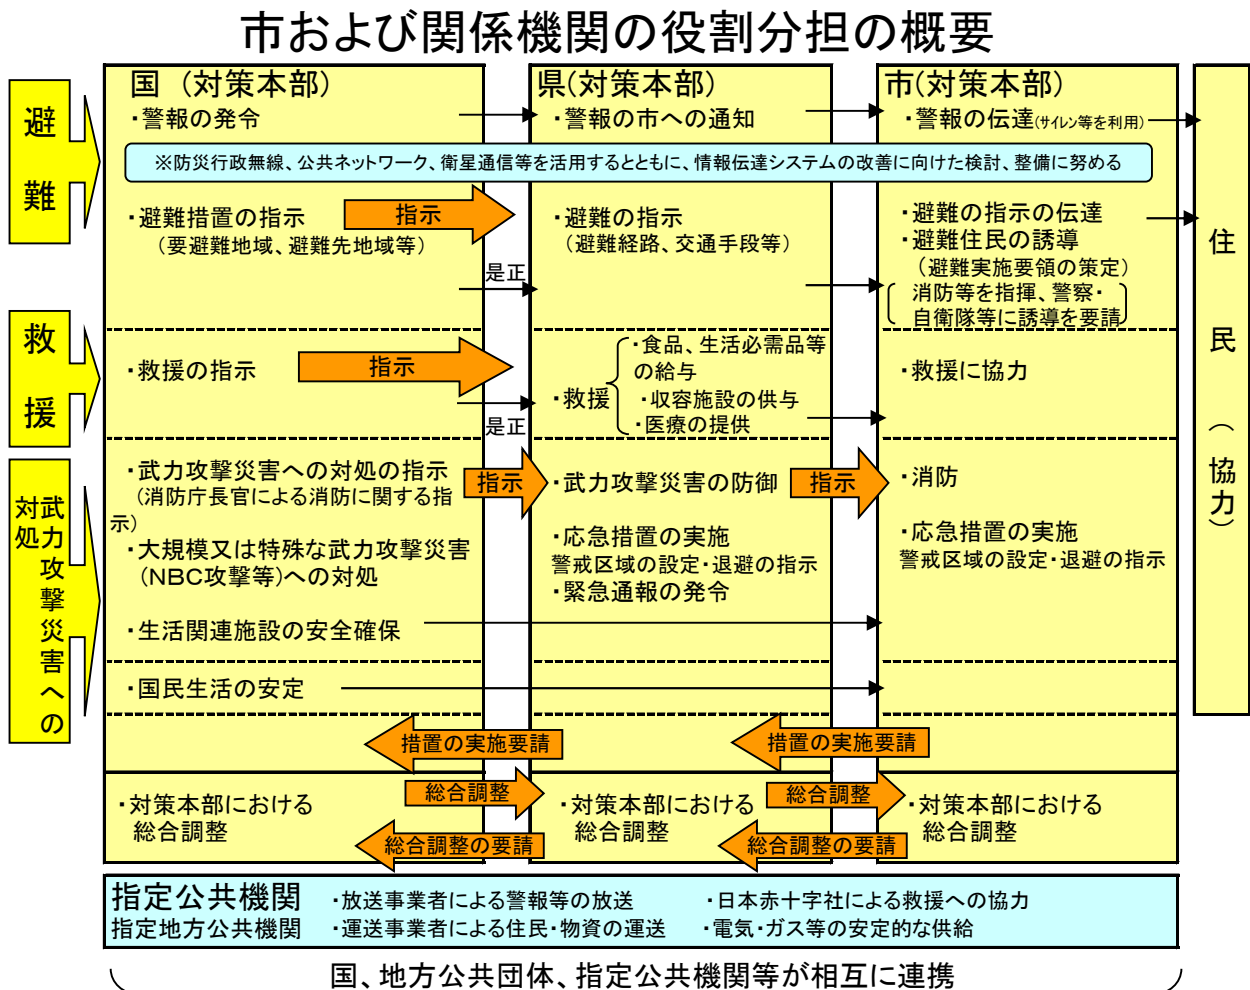 市および関係機関の役割分担の概要
避難
国（対策本部）
・警報の発令
県(対策本部)
・警報の市への通知
市(対策本部)
・警報の伝達(サイレン等を利用)
※防災行政無線、公共ネットワーク、衛星通信等を活用するとともに、情報伝達システムの改善に向けた検討、整備に努める
・避難措置の指示
（要避難地域、避難先地域等）
指示
・避難の指示
（避難経路、交通手段等）
・避難の指示の伝達
・避難住民の誘導
（避難実施要領の策定）
消防等を指揮、警察・
自衛隊等に誘導を要請
是正
住民（協力）
救援
・救援の指示
指示
是正
・救援
・食品、生活必需品等
の給与
・収容施設の供与
・医療の提供
・救援に協力
武力攻撃災害への
対処
・武力攻撃災害への対処の指示
（消防庁長官による消防に関する指
示）
・大規模又は特殊な武力攻撃災害
（NBC攻撃等）への対処
・生活関連施設の安全確保
指示
・武力攻撃災害の防御
・応急措置の実施
警戒区域の設定・退避の指示
・緊急通報の発令
指示
・消防
・応急措置の実施
警戒区域の設定・退避の指示
・国民生活の安定
措置の実施要請
措置の実施要請
・対策本部における
総合調整
総合調整
総合調整の要請
・対策本部における
総合調整
総合調整
総合調整の要請
・対策本部における
総合調整
指定公共機関
指定地方公共機関
・放送事業者による警報等の放送
・日本赤十字社による救援への協力
・運送事業者による住民・物資の運送
・電気・ガス等の安定的な供給
国、地方公共団体、指定公共機関等が相互に連携